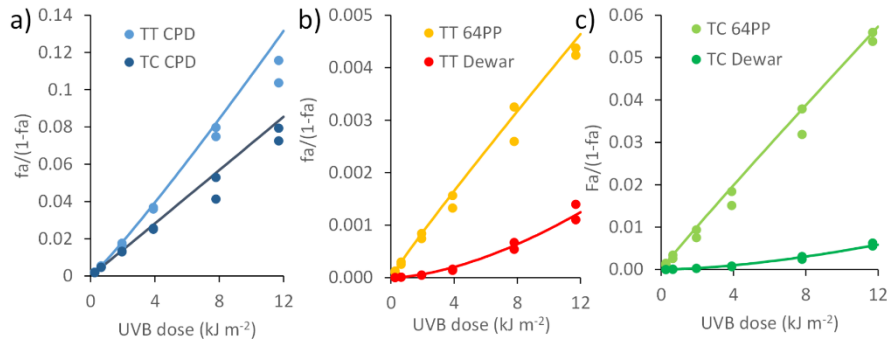 a)
TT CPD
TC CPD
fa/(1-fa)
0.14
0.12
0.1
0.08
0.06
0.04
0.02
0
0
4
8
12
UVB dose (kJ m⁻²)
b)
TT 64PP
TT Dewar
fa/(1-fa)
0.005
0.004
0.003
0.002
0.001
0.000
0
4
8
12
UVB dose (kJ m⁻²)
c)
TC 64PP
TC Dewar
Fa/(1-fa)
0.06
0.05
0.04
0.03
0.02
0.01
0.00
0
4
8
12
UVB dose (kJ m⁻²)